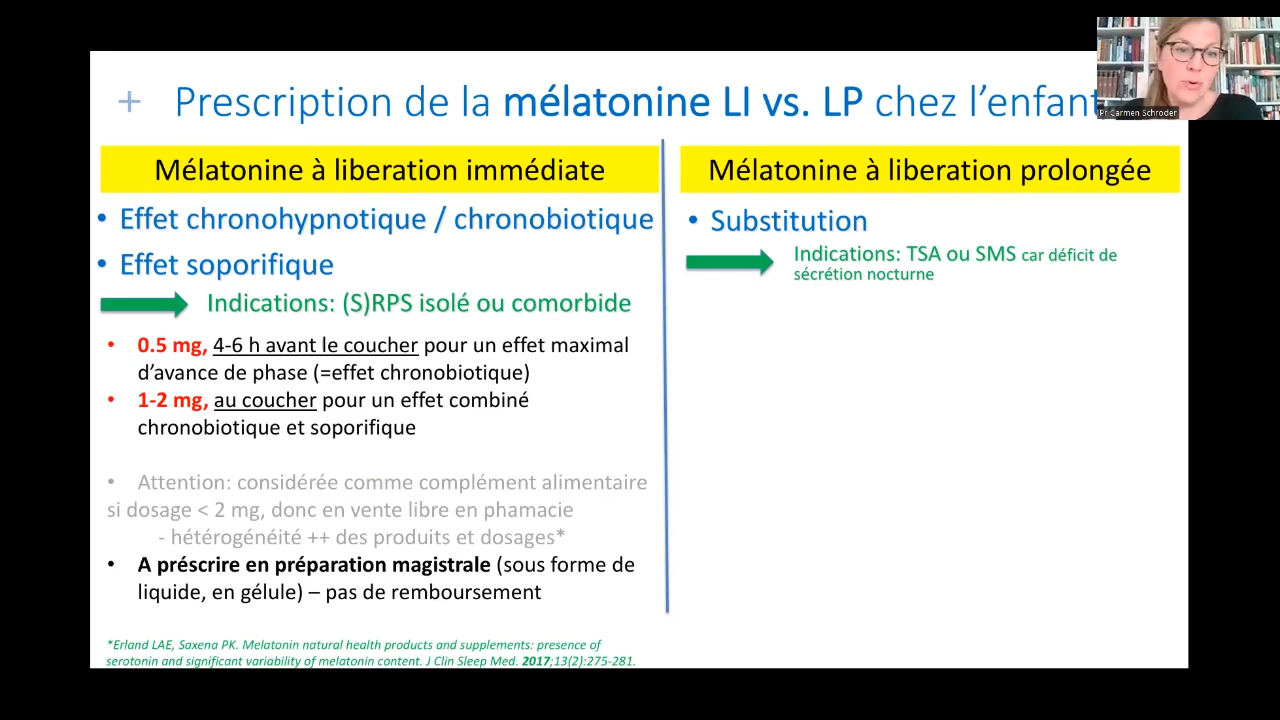 + Prescription de la mélatonine LI vs. LP chez l'enfant
Pr Carmen Schroder
Mélatonine à liberation immédiate
• Effet chronohypnotique / chronobiotique
• Effet soporifique
Indications: (S)RPS isolé ou comorbide
• 0.5 mg, 4-6 h avant le coucher pour un effet maximal
d'avance de phase (=effet chronobiotique)
• 1-2 mg, au coucher pour un effet combiné
chronobiotique et soporifique
• Attention: considérée comme complément alimentaire
si dosage < 2 mg, donc en vente libre en phamacie
- hétérogénéité ++ des produits et dosages*
• A préscrire en préparation magistrale (sous forme de
liquide, en gélule) – pas de remboursement
*Erland LAE, Saxena PK. Melatonin natural health products and supplements: presence of
serotonin and significant variability of melatonin content. J Clin Sleep Med. 2017;13(2):275-281.
Mélatonine à liberation prolongée
• Substitution
Indications: TSA ou SMS car déficit de
sécrétion nocturne